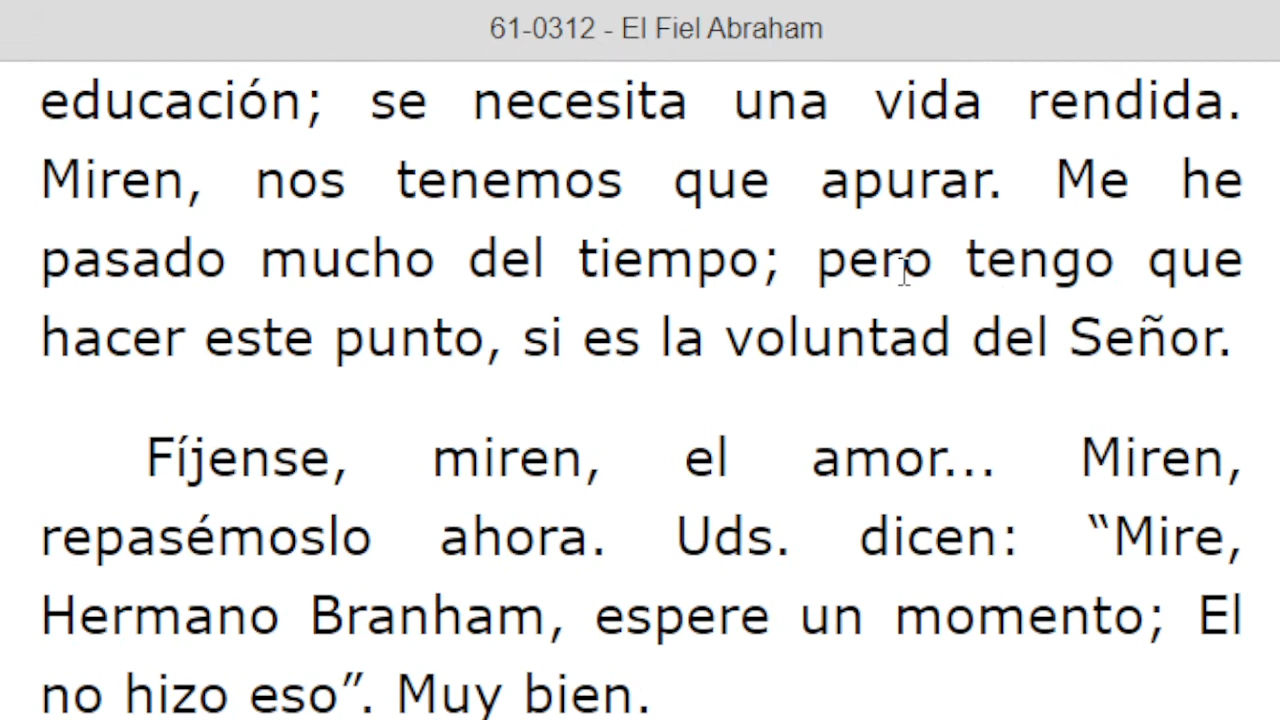 61-0312 - El Fiel Abraham
educación; se necesita una vida rendida.
Miren, nos tenemos que apurar. Me he
pasado mucho del tiempo; pero tengo que
hacer este punto, si es la voluntad del Señor.
Fíjense, miren, el amor... Miren,
repasémoslo ahora. Uds. dicen: “Mire,
Hermano Branham, espere un momento; El
no hizo eso”. Muy bien.